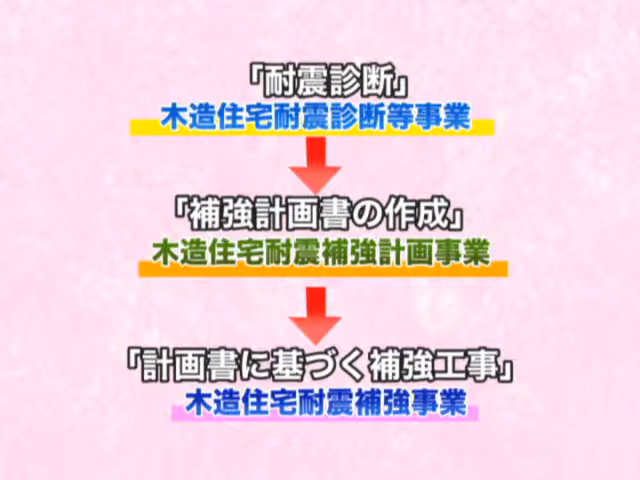 「耐震診断」
木造住宅耐震診断等事業
「補強計画書の作成」
木造住宅耐震補強計画事業
「計画書に基づく補強工事」
木造住宅耐震補強事業